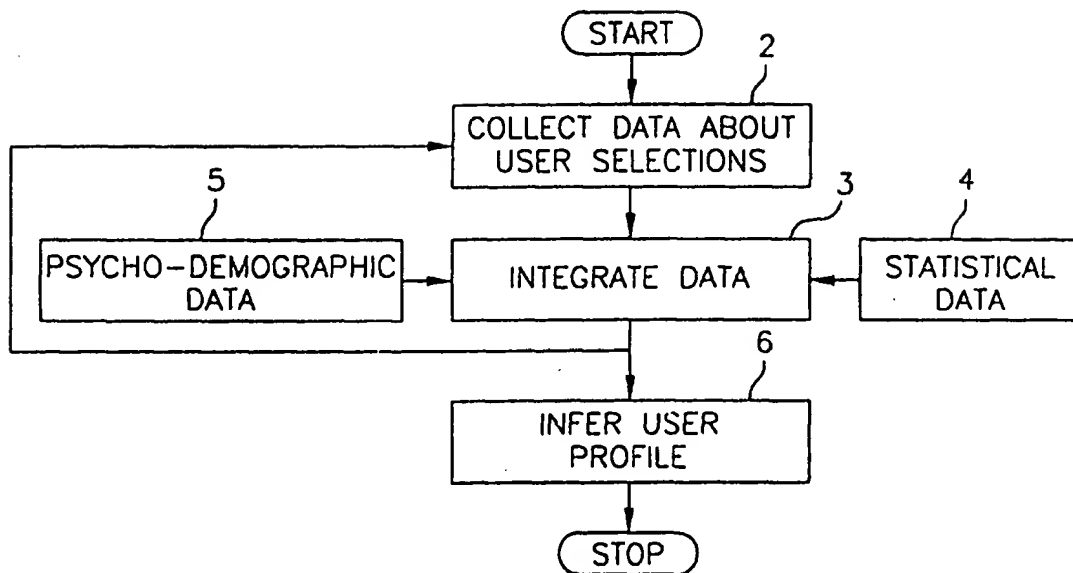 START
2
COLLECT DATA ABOUT
USER SELECTIONS
5
3
4
PSYCHO-DEMOGRAPHIC
DATA
INTEGRATE DATA
STATISTICAL
DATA
6
INFER USER
PROFILE
STOP